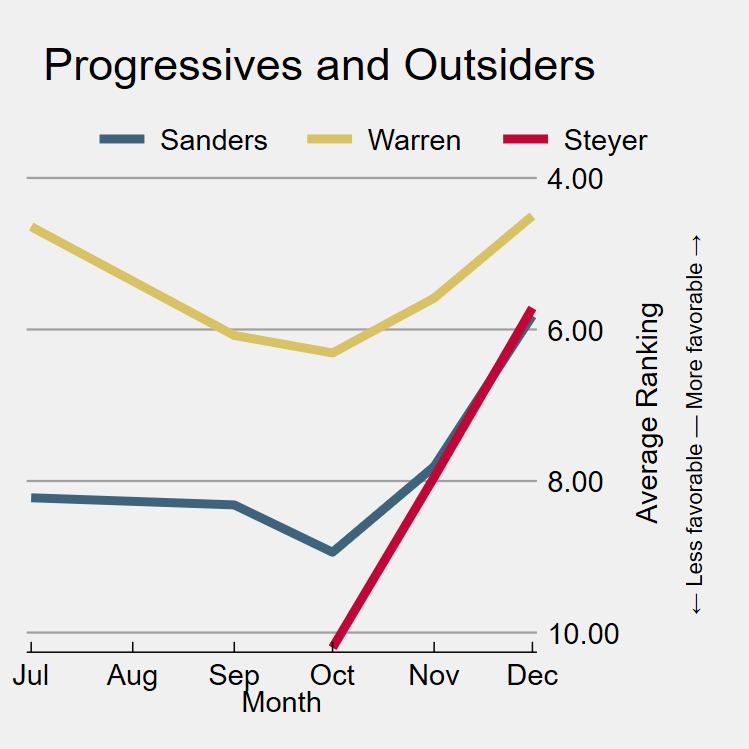 Progressives and Outsiders
Sanders Warren Steyer
4.00
6.00
8.00
10.00
Average Ranking
← Less favorable — More favorable →
Jul Aug Sep Oct Nov Dec
Month